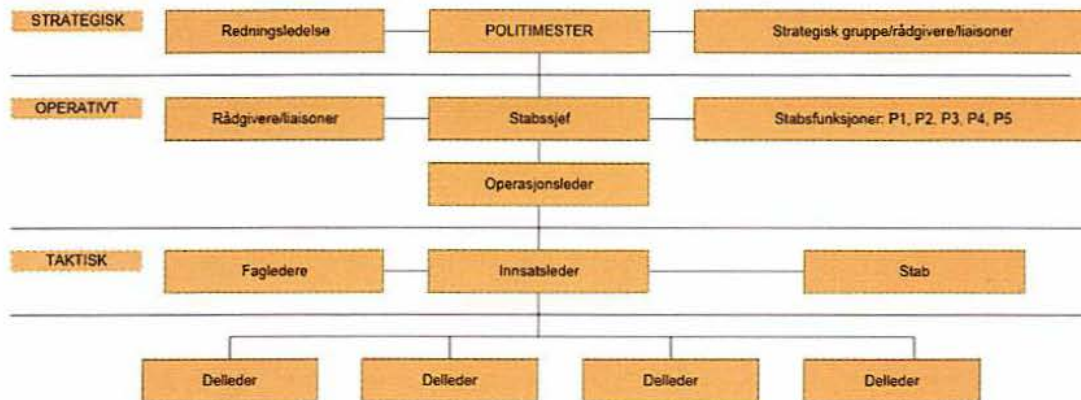 STRATEGISK
Redningsledelse
POLITIMESTER
Strategisk gruppe/rådgivere/liaisoner
OPERATIVT
Rådgivere/liaisoner
Stabssjef
Stabsfunksjoner: P1, P2, P3, P4, P5
Operasjonsleder
TAKTISK
Fagledere
Innsatsleder
Stab
Delleder
Delleder
Delleder
Delleder